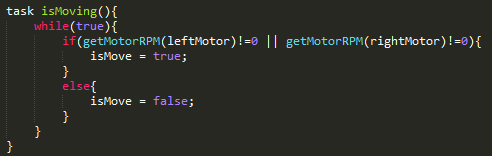 task isMoving(){
    while(true){
        if(getMotorRPM(leftMotor)!=0 || getMotorRPM(rightMotor)!=0){
            isMove = true;
        }
        else{
            isMove = false;
        }
    }
}